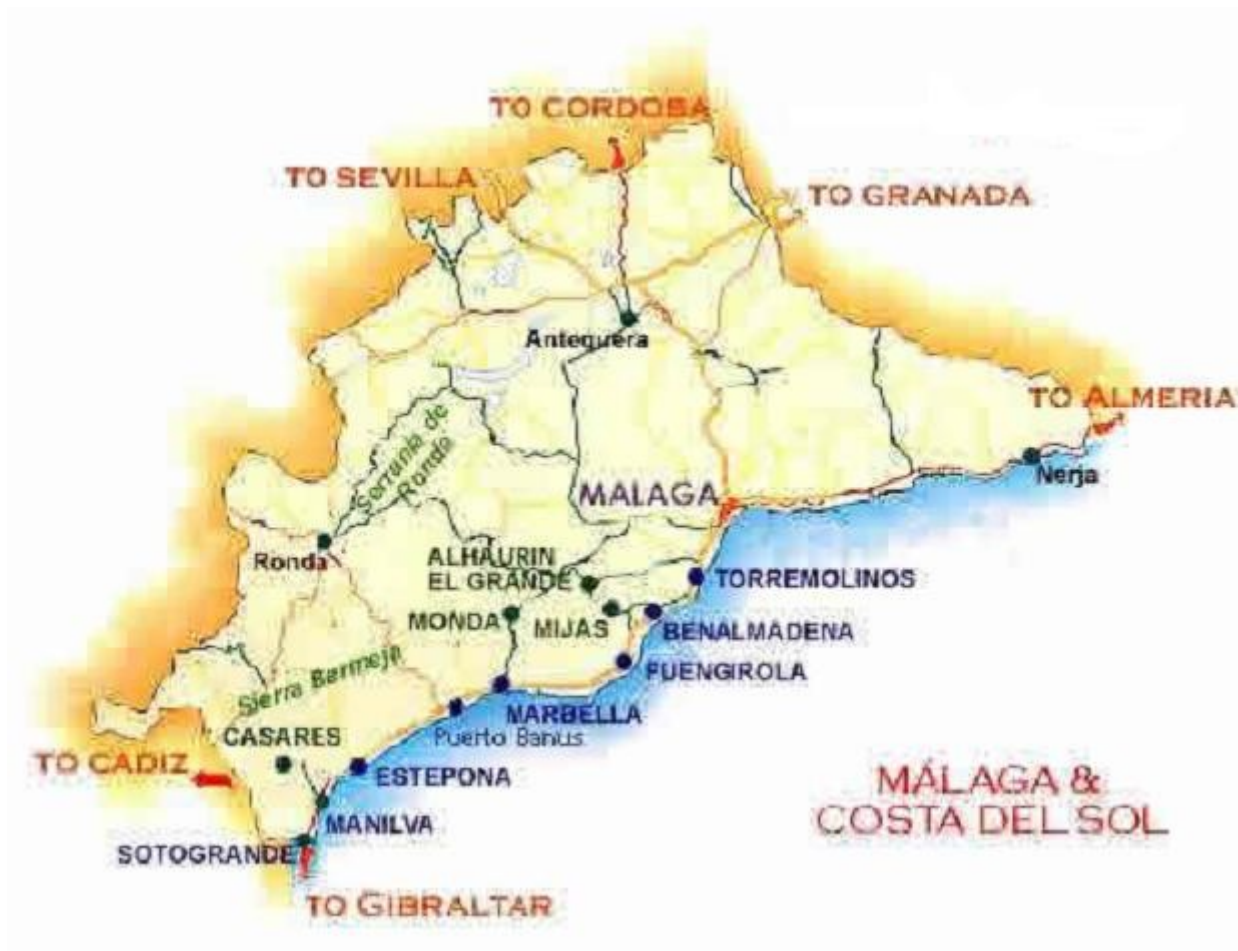 TO CORDOBA
TO SEVILLA
TO GRANADA
Antequera
TO ALMERIA
Serrania de
Ronda
MALAGA
Nerja
Ronda
ALHAURIN
EL GRANDE
TORREMOLINOS
MONDA
MIJAS
BENALMADENA
FUENGIROLA
Sierra Barmeja
MARBELLA
Puerto Banus
CASARES
TO CADIZ
ESTEPONA
MÁLAGA &
COSTA DEL SOL
MANILVA
SOTOGRANDE
TO GIBRALTAR